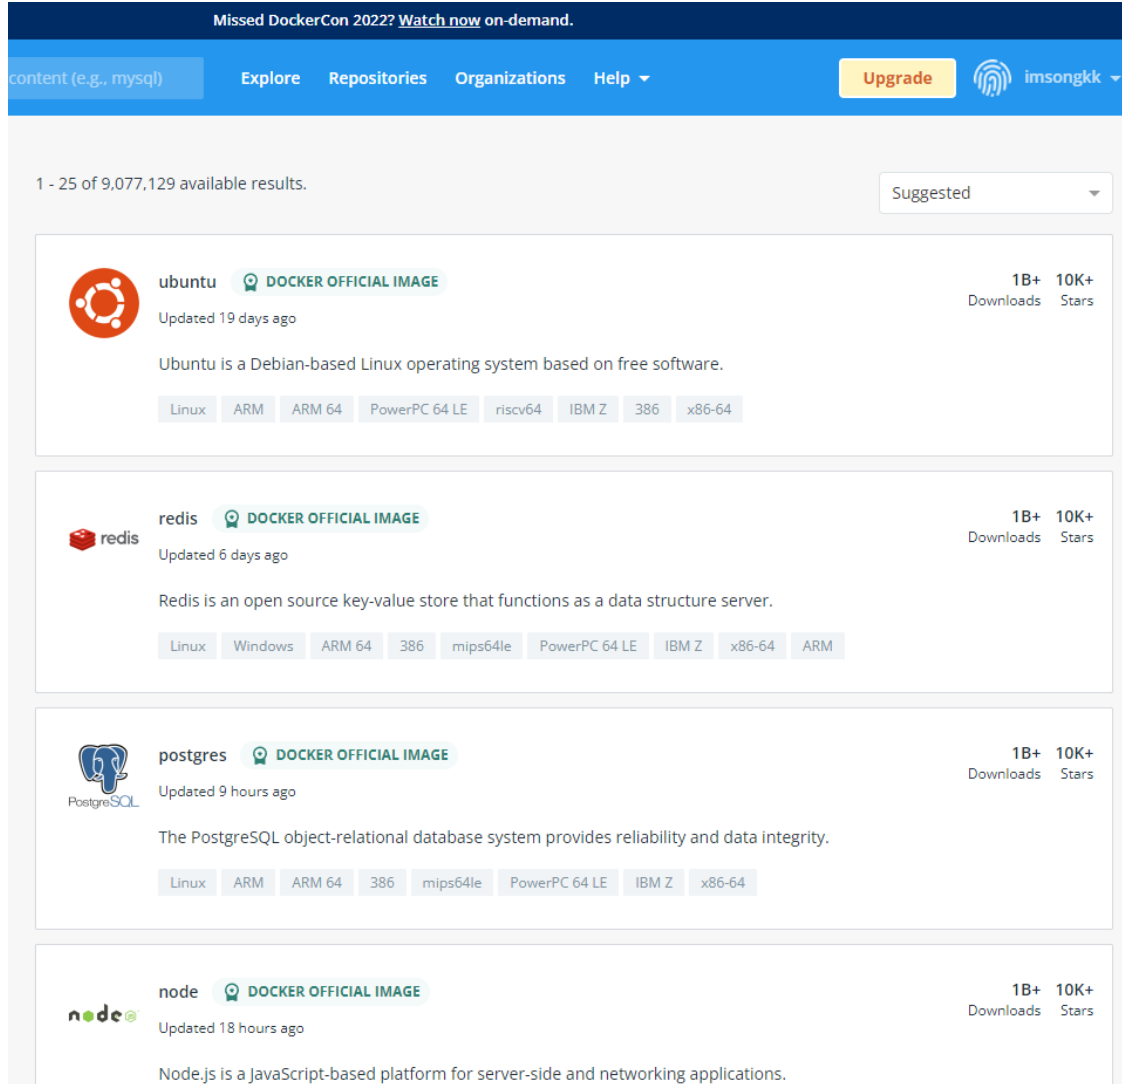 Missed DockerCon 2022? Watch now on-demand.
content (e.g., mysql)
Explore Repositories Organizations Help
Upgrade
imsongkk
1 - 25 of 9,077,129 available results.
Suggested
ubuntu DOCKER OFFICIAL IMAGE
1B+ 10K+
Downloads Stars
Updated 19 days ago
Ubuntu is a Debian-based Linux operating system based on free software.
Linux ARM ARM 64 PowerPC 64 LE riscv64 IBM Z 386 x86-64
redis
redis DOCKER OFFICIAL IMAGE
1B+ 10K+
Downloads Stars
Updated 6 days ago
Redis is an open source key-value store that functions as a data structure server.
Linux Windows ARM 64 386 mips64le PowerPC 64 LE IBM Z x86-64 ARM
PostgreSQL
postgres DOCKER OFFICIAL IMAGE
1B+ 10K+
Downloads Stars
Updated 9 hours ago
The PostgreSQL object-relational database system provides reliability and data integrity.
Linux ARM ARM 64 386 mips64le PowerPC 64 LE IBM Z x86-64
node
node DOCKER OFFICIAL IMAGE
1B+ 10K+
Downloads Stars
Updated 18 hours ago
Node.js is a JavaScript-based platform for server-side and networking applications.